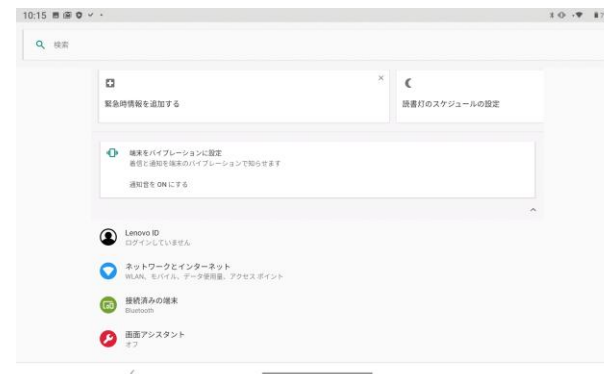 10:15
検索
緊急時情報を追加する
読書灯のスケジュールの設定
端末をバイブレーションに設定
着信と通知を端末のバイブレーションで知らせます
通知音を ON にする
Lenovo ID
ログインしていません
ネットワークとインターネット
WLAN、モバイル、データ使用量、アクセス ポイント
接続済みの端末
Bluetooth
画面アシスタント
オフ